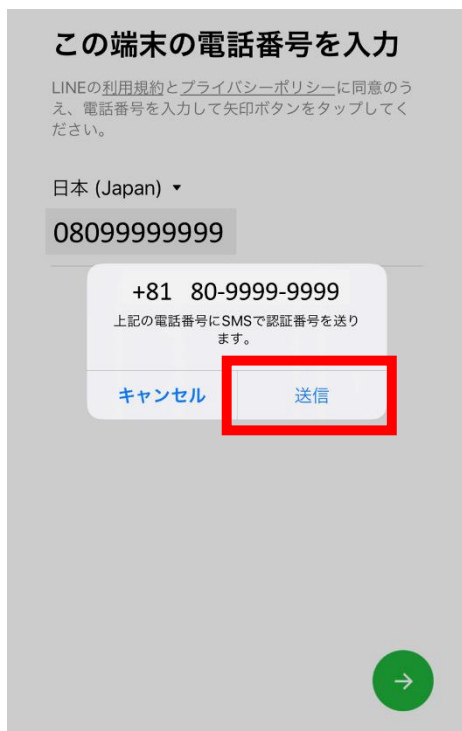 この端末の電話番号を入力
LINEの利用規約とプライバシーポリシーに同意のう
え、電話番号を入力して矢印ボタンをタップしてく
ださい。
日本 (Japan) ▼
08099999999
+81 80-9999-9999
上記の電話番号にSMSで認証番号を送り
ます。
キャンセル 送信